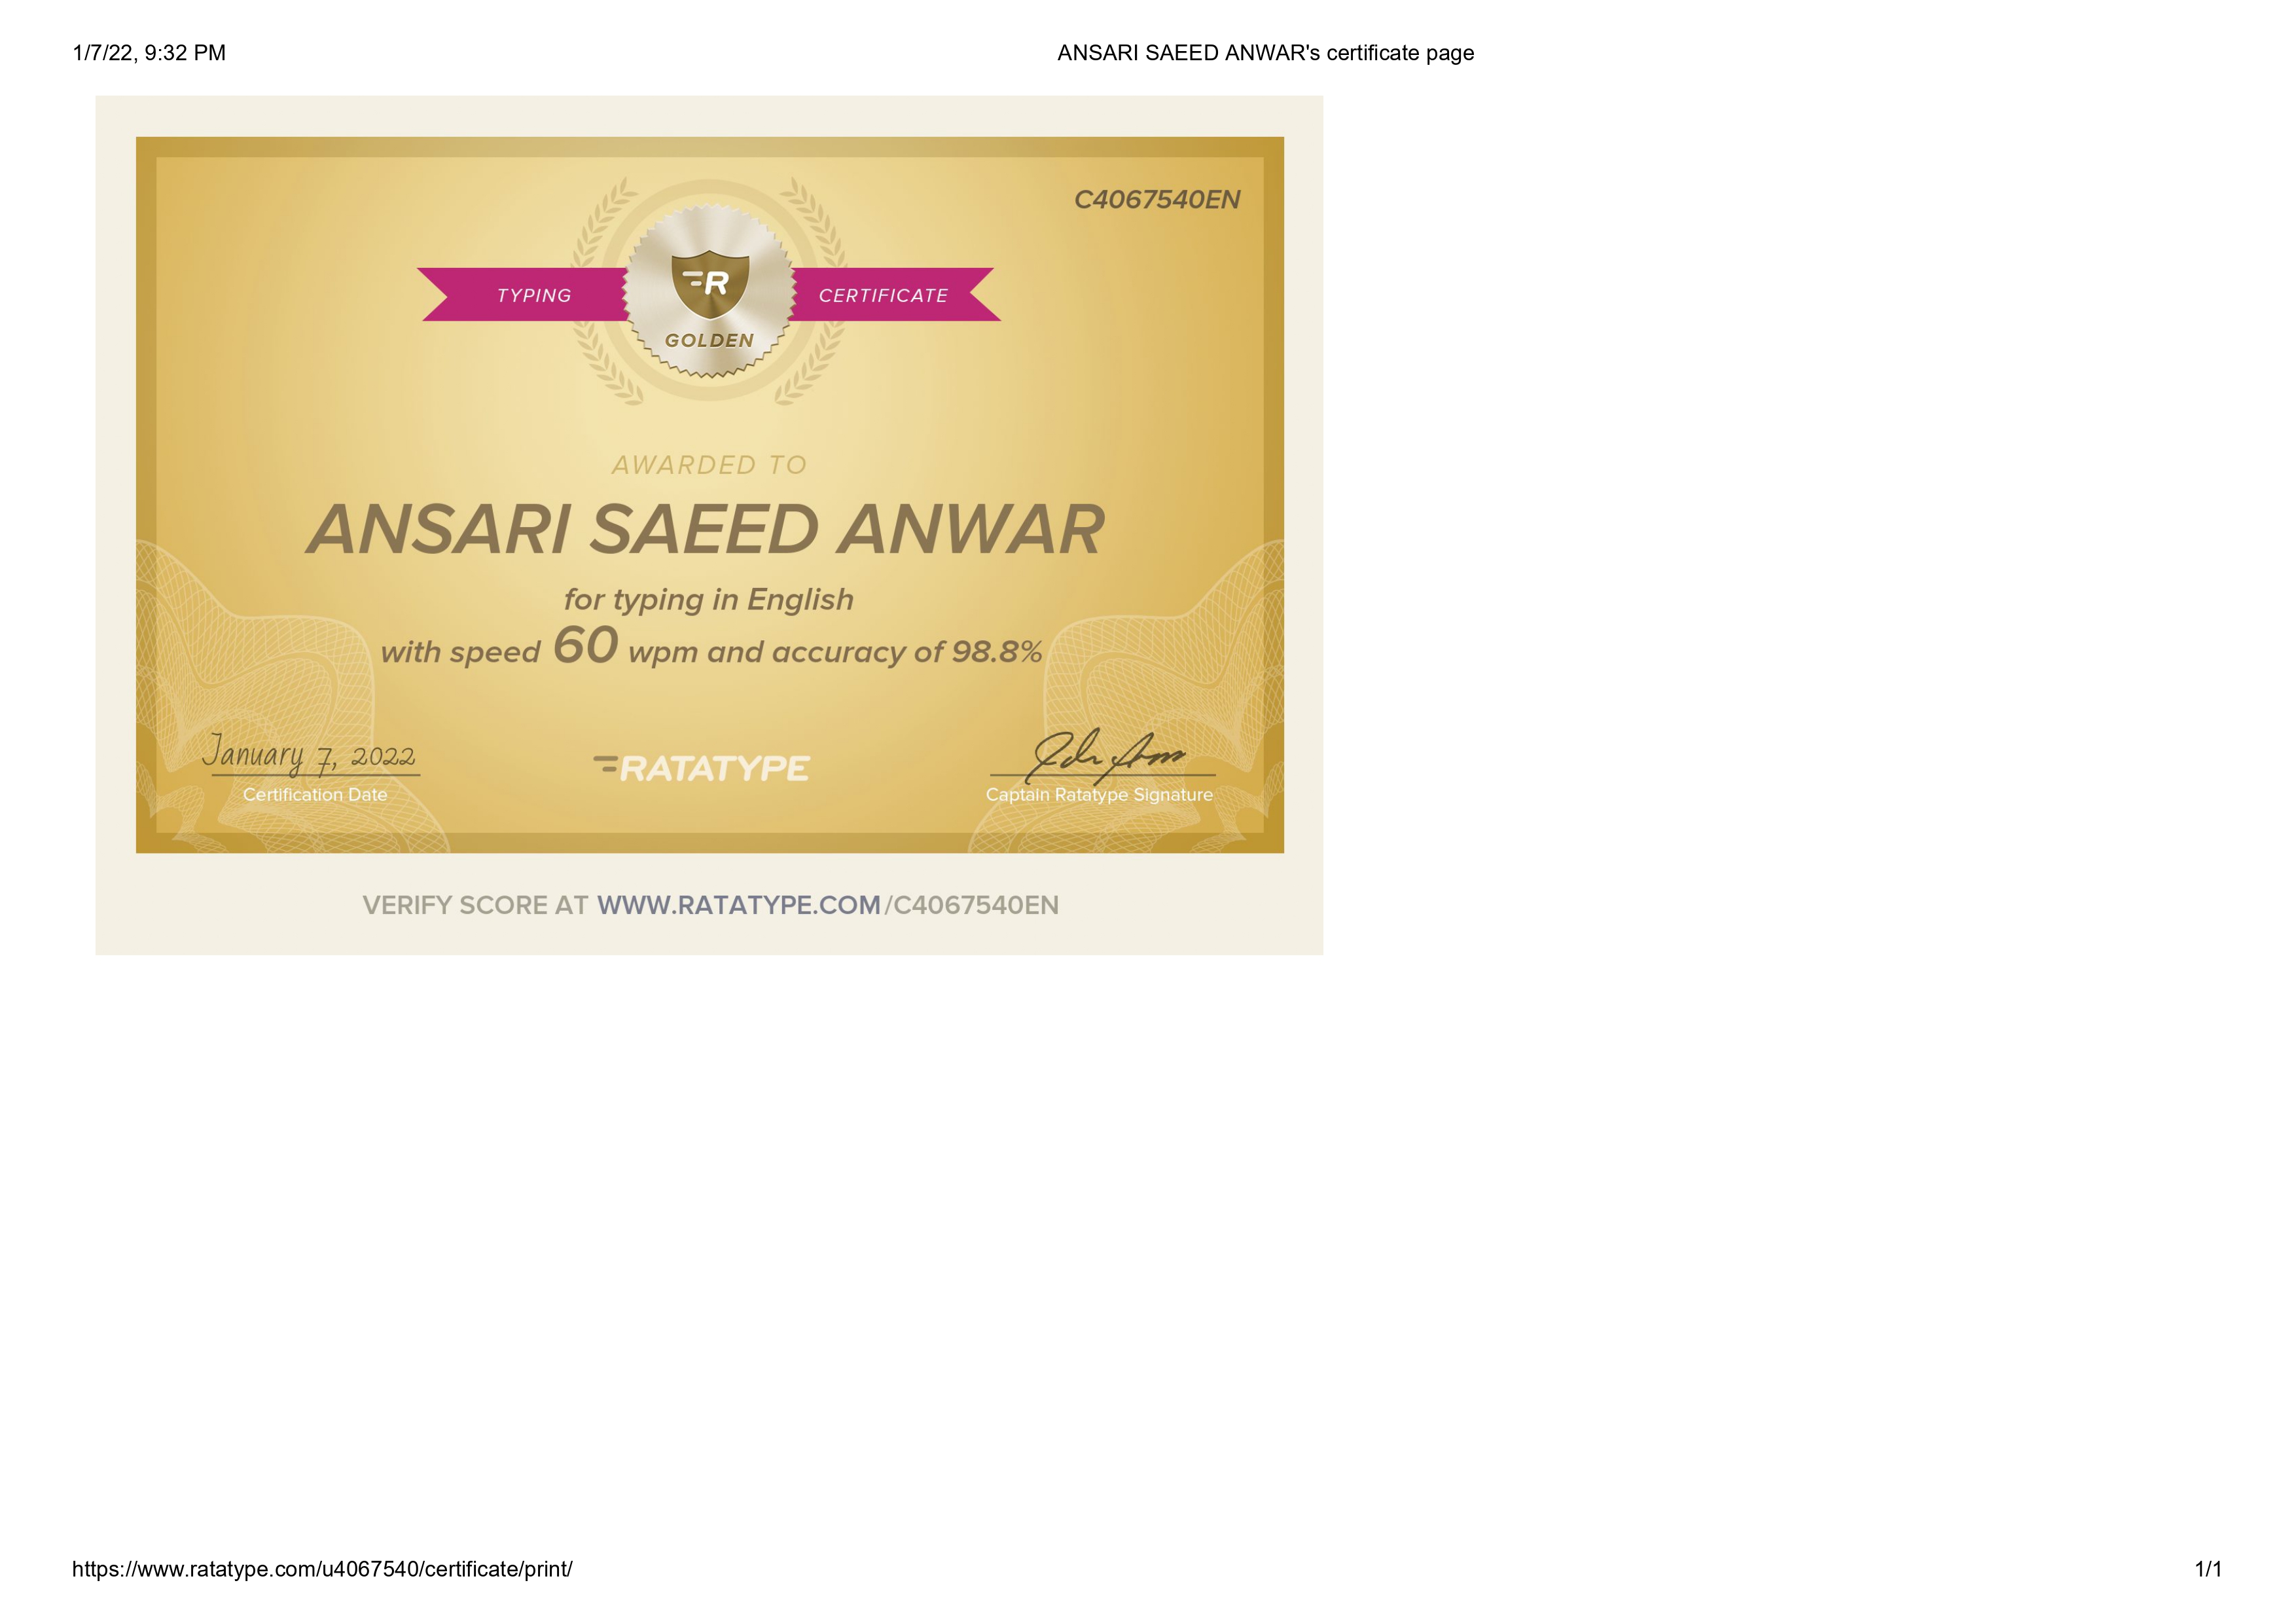 1/7/22, 9:32 PM
ANSARI SAEED ANWAR's certificate page
C4067540EN
TYPING
R
CERTIFICATE
GOLDEN
AWARDED TO
ANSARI SAEED ANWAR
for typing in English
with speed 60 wpm and accuracy of 98.8%
January 7, 2022
Certification Date
RATATYPE
Captain Ratatype Signature
VERIFY SCORE AT WWW.RATATYPE.COM/C4067540EN
https://www.ratatype.com/u4067540/certificate/print/
1/1